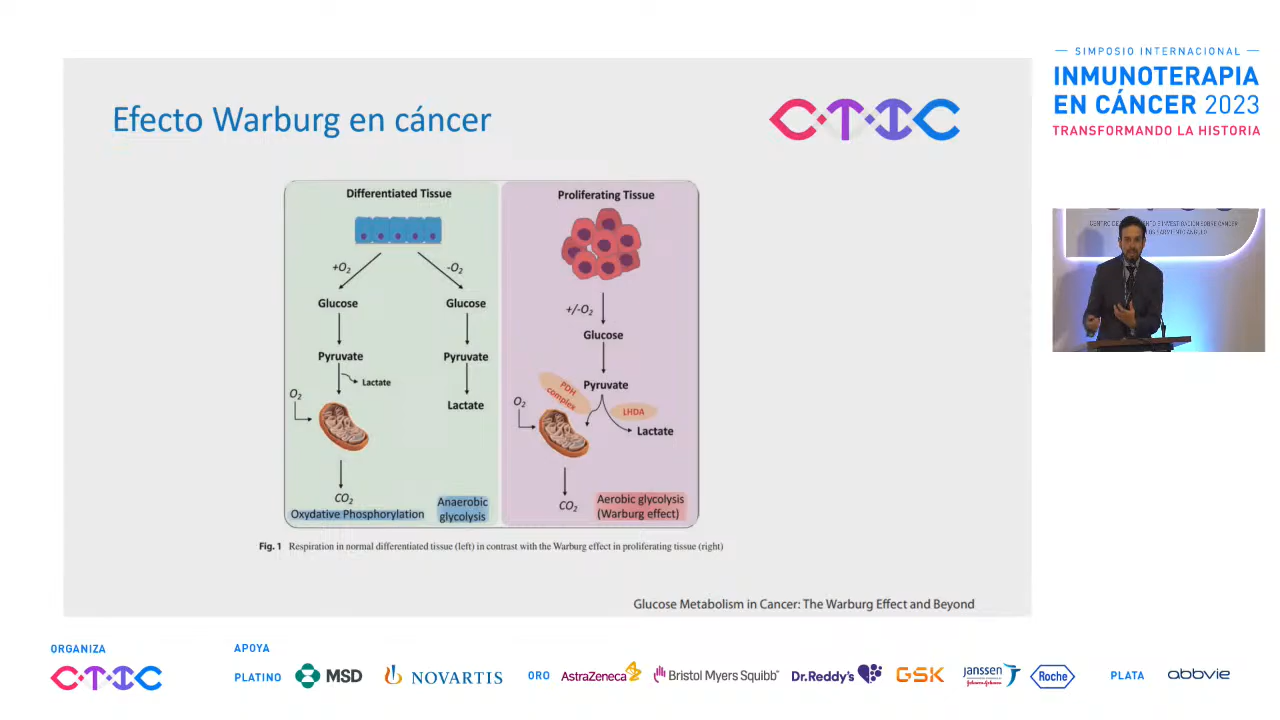 Efecto Warburg en cáncer
C·T·I·C
Differentiated Tissue
+O2
-O2
Glucose
Glucose
Pyruvate
Pyruvate
Lactate
O2
Lactate
CO2
Oxydative Phosphorylation
Anaerobic
glycolysis
Proliferating Tissue
+/-O2
Glucose
Pyruvate
PDH
complex
O2
LHDA
Lactate
CO2
Aerobic glycolysis
(Warburg effect)
Fig. 1 Respiration in normal differentiated tissue (left) in contrast with the Warburg effect in proliferating tissue (right)
Glucose Metabolism in Cancer: The Warburg Effect and Beyond
SIMPOSIO INTERNACIONAL
INMUNOTERAPIA
EN CÁNCER 2023
TRANSFORMANDO LA HISTORIA
ORGANIZA
C·T·I·C
APOYA
PLATINO
MSD
NOVARTIS
ORO
AstraZeneca
Bristol Myers Squibb
Dr.Reddy's
GSK
Janssen
Johnson-Johnson
Roche
PLATA
abbvie